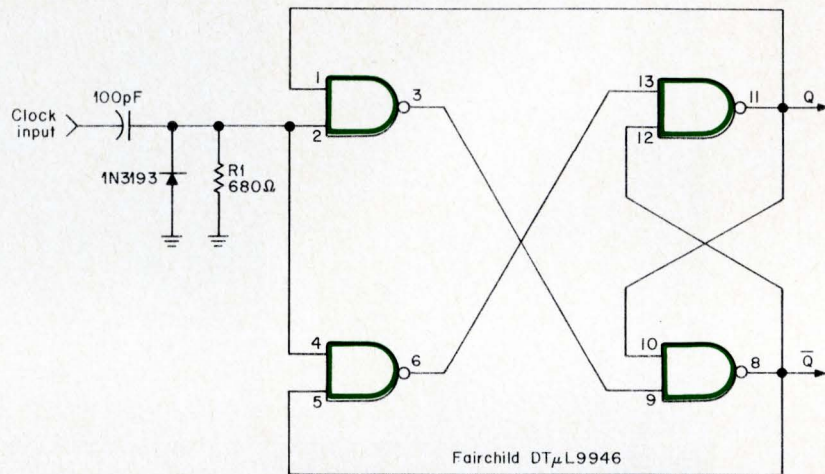 1
3
13
11
Q
100pF
Clock
input
2
12
1N3193
R1
680Ω
4
6
10
8
Q̅
5
9
Fairchild DTμL9946